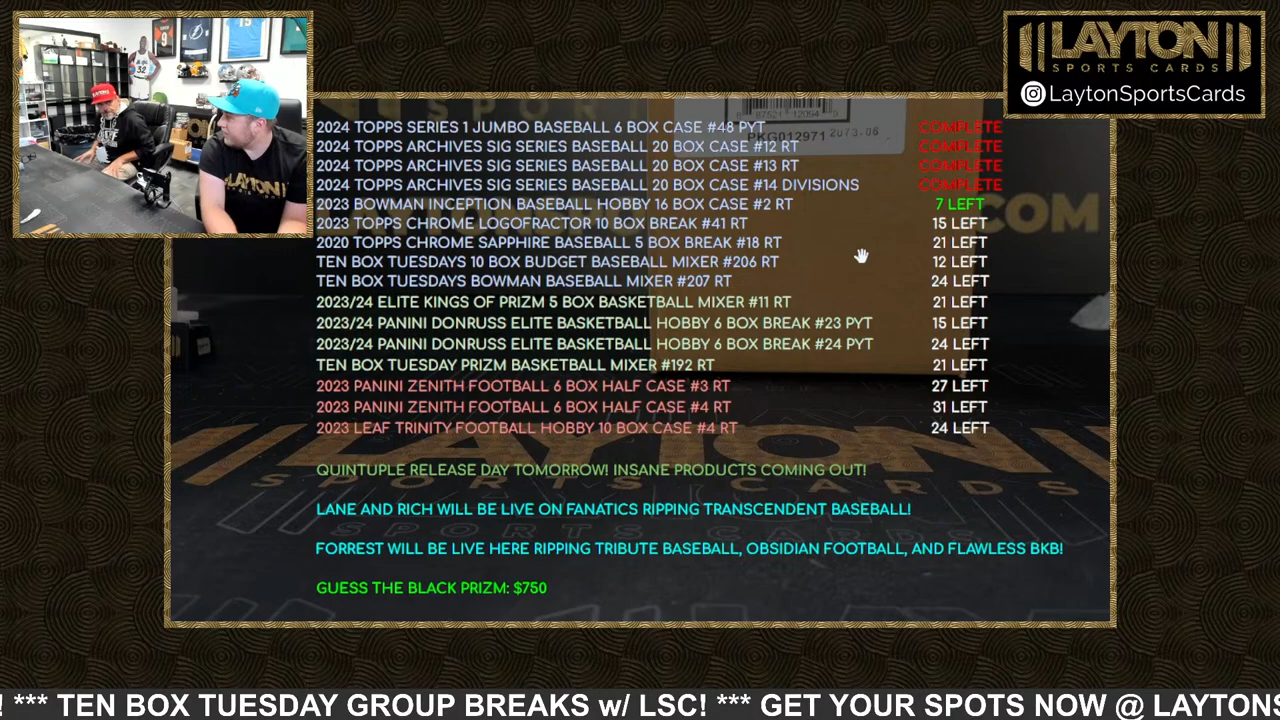 LAYTON
SPORTS CARDS
LaytonSportsCards
2024 TOPPS SERIES 1 JUMBO BASEBALL 6 BOX CASE #48 PYT COMPLETE
2024 TOPPS ARCHIVES SIG SERIES BASEBALL 20 BOX CASE #12 RT COMPLETE
2024 TOPPS ARCHIVES SIG SERIES BASEBALL 20 BOX CASE #13 RT COMPLETE
2024 TOPPS ARCHIVES SIG SERIES BASEBALL 20 BOX CASE #14 DIVISIONS COMPLETE
2023 BOWMAN INCEPTION BASEBALL HOBBY 16 BOX CASE #2 RT 7 LEFT
2023 TOPPS CHROME LOGOFRACTOR 10 BOX BREAK #41 RT 15 LEFT
2020 TOPPS CHROME SAPPHIRE BASEBALL 5 BOX BREAK #18 RT 21 LEFT
TEN BOX TUESDAYS 10 BOX BUDGET BASEBALL MIXER #206 RT 12 LEFT
TEN BOX TUESDAYS BOWMAN BASEBALL MIXER #207 RT 24 LEFT
2023/24 ELITE KINGS OF PRIZM 5 BOX BASKETBALL MIXER #11 RT 21 LEFT
2023/24 PANINI DONRUSS ELITE BASKETBALL HOBBY 6 BOX BREAK #23 PYT 15 LEFT
2023/24 PANINI DONRUSS ELITE BASKETBALL HOBBY 6 BOX BREAK #24 PYT 24 LEFT
TEN BOX TUESDAY PRIZM BASKETBALL MIXER #192 RT 21 LEFT
2023 PANINI ZENITH FOOTBALL 6 BOX HALF CASE #3 RT 27 LEFT
2023 PANINI ZENITH FOOTBALL 6 BOX HALF CASE #4 RT 31 LEFT
2023 LEAF TRINITY FOOTBALL HOBBY 10 BOX CASE #4 RT 24 LEFT
QUINTUPLE RELEASE DAY TOMORROW! INSANE PRODUCTS COMING OUT!
LANE AND RICH WILL BE LIVE ON FANATICS RIPPING TRANSCENDENT BASEBALL!
FORREST WILL BE LIVE HERE RIPPING TRIBUTE BASEBALL, OBSIDIAN FOOTBALL, AND FLAWLESS BKB!
GUESS THE BLACK PRIZM: $750
PKG012971
LAYTON
SPORTS CARDS
! *** TEN BOX TUESDAY GROUP BREAKS w/ LSC! *** GET YOUR SPOTS NOW @ LAYTONS